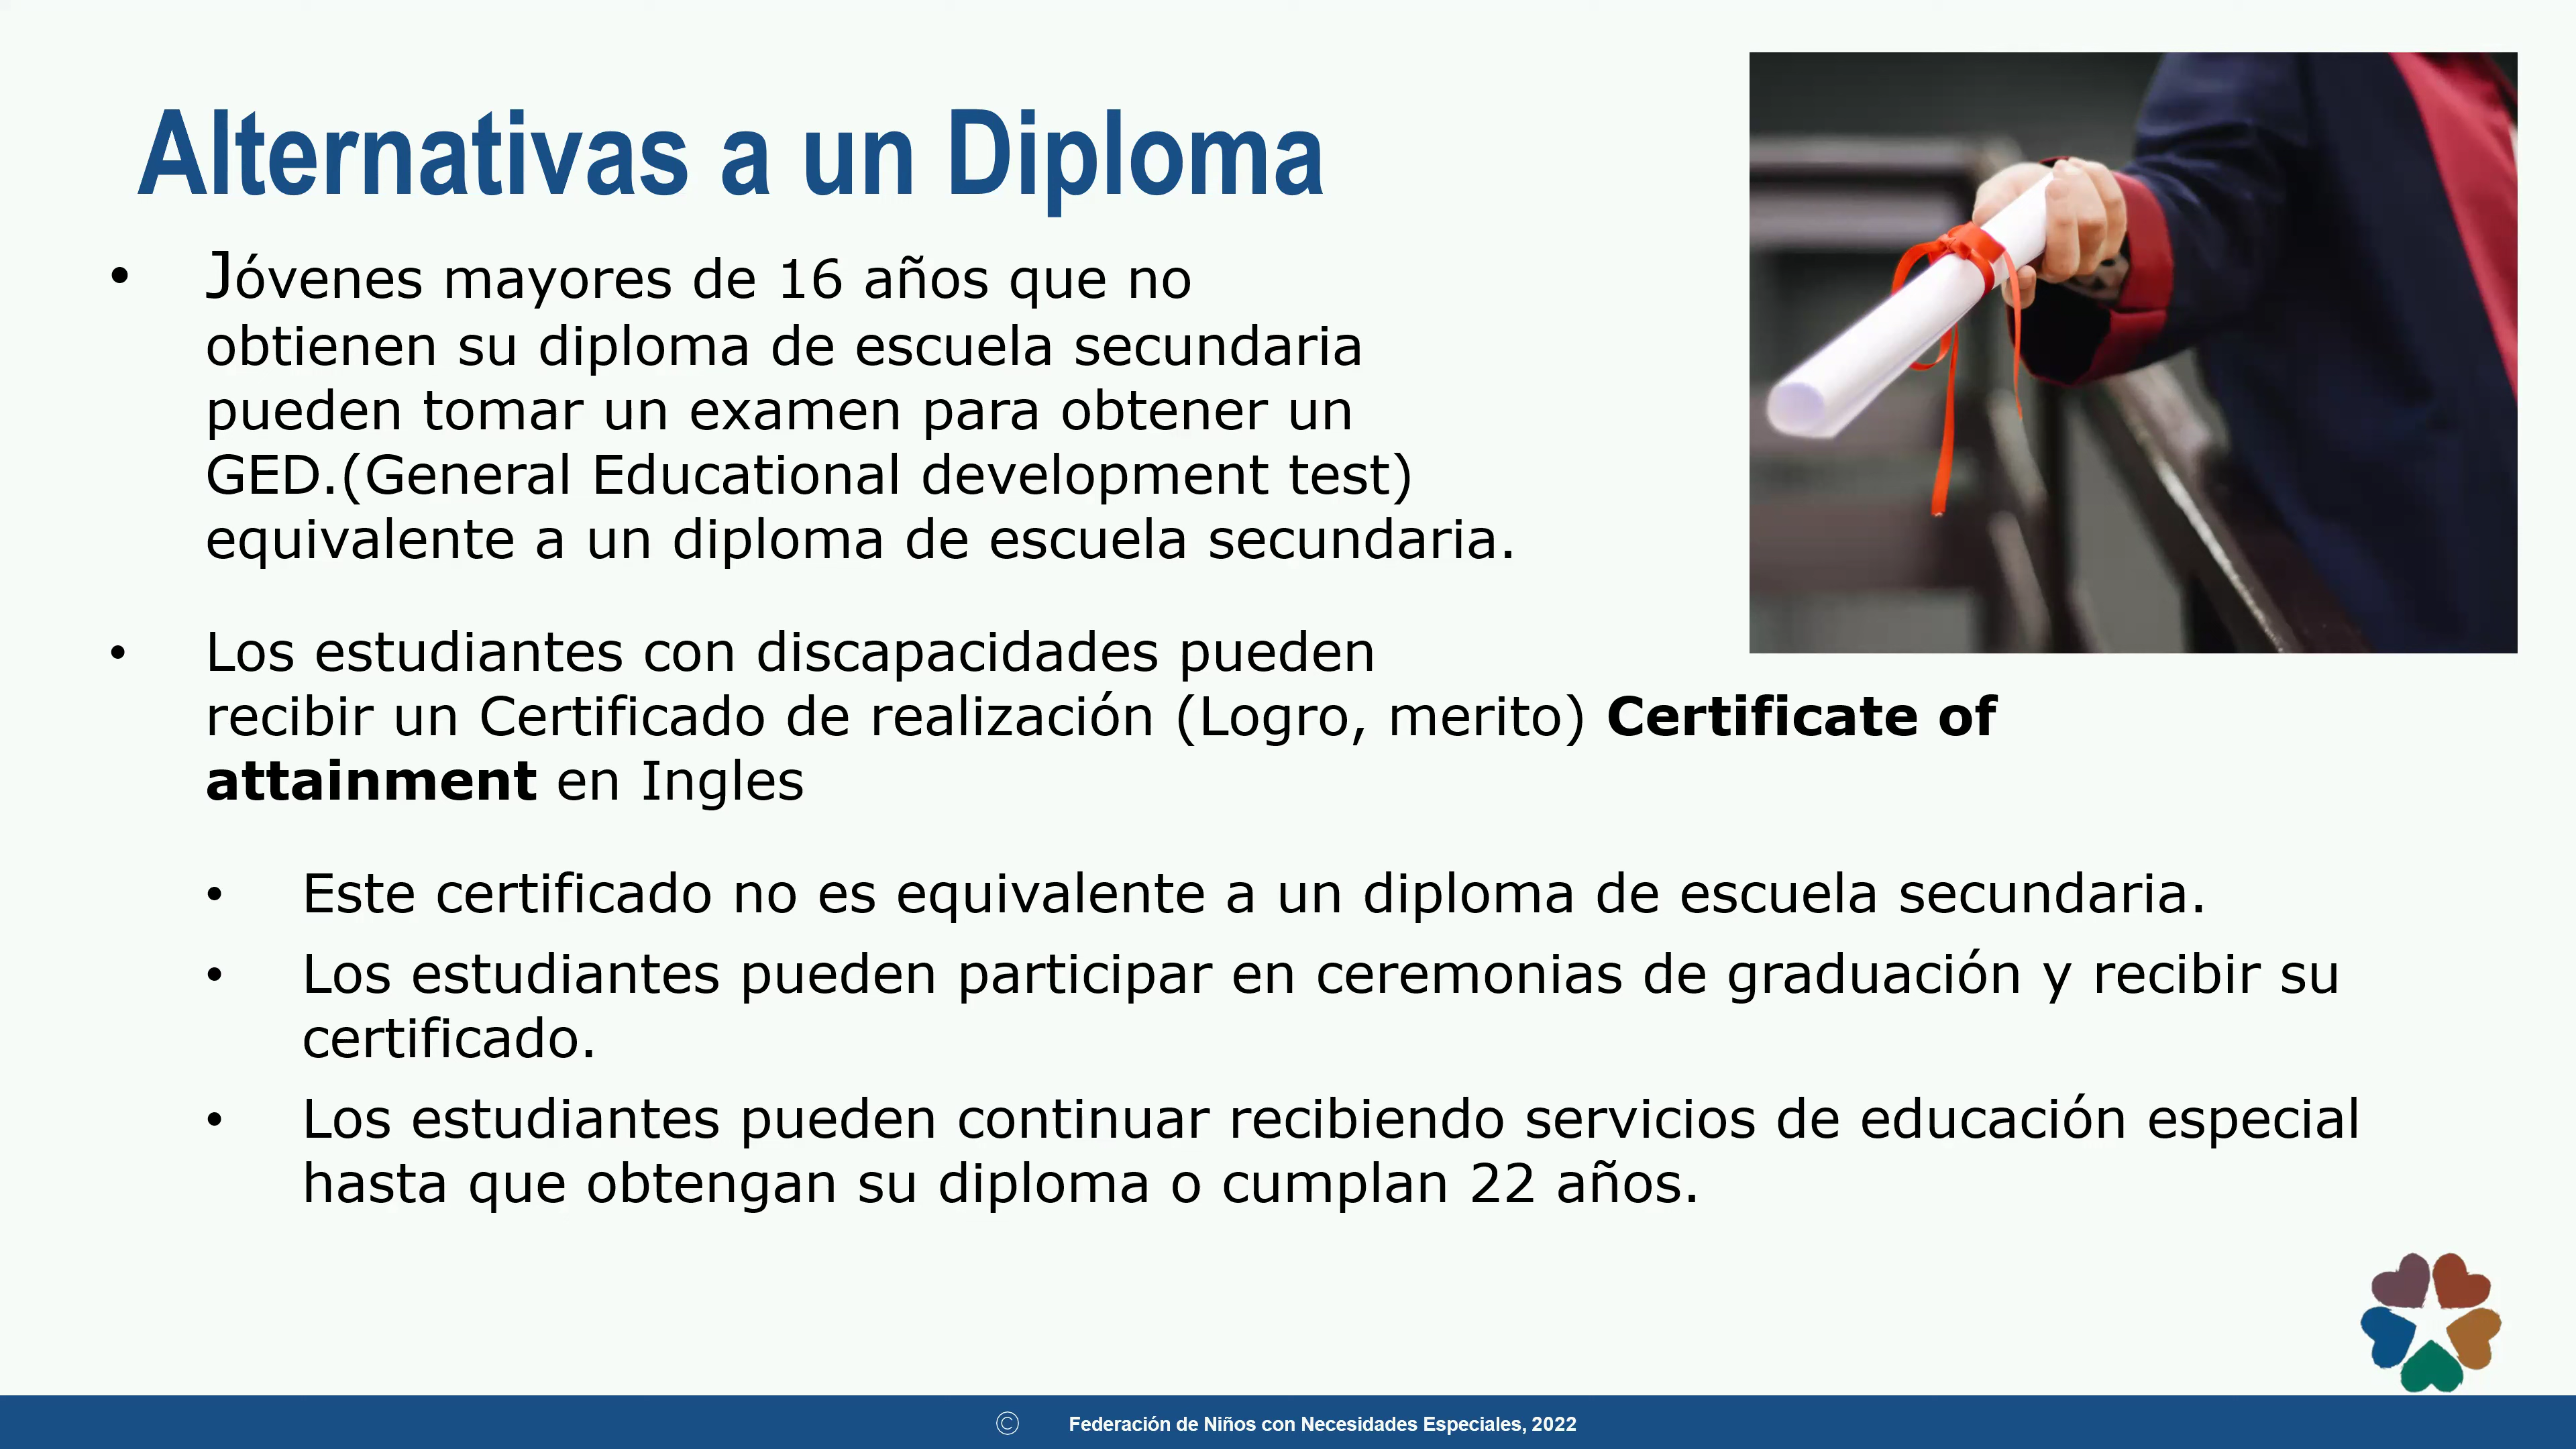 Alternativas a un Diploma
• Jóvenes mayores de 16 años que no
obtienen su diploma de escuela secundaria
pueden tomar un examen para obtener un
GED.(General Educational development test)
equivalente a un diploma de escuela secundaria.
• Los estudiantes con discapacidades pueden
recibir un Certificado de realización (Logro, merito) Certificate of
attainment en Ingles
• Este certificado no es equivalente a un diploma de escuela secundaria.
• Los estudiantes pueden participar en ceremonias de graduación y recibir su
certificado.
• Los estudiantes pueden continuar recibiendo servicios de educación especial
hasta que obtengan su diploma o cumplan 22 años.
© Federación de Niños con Necesidades Especiales, 2022